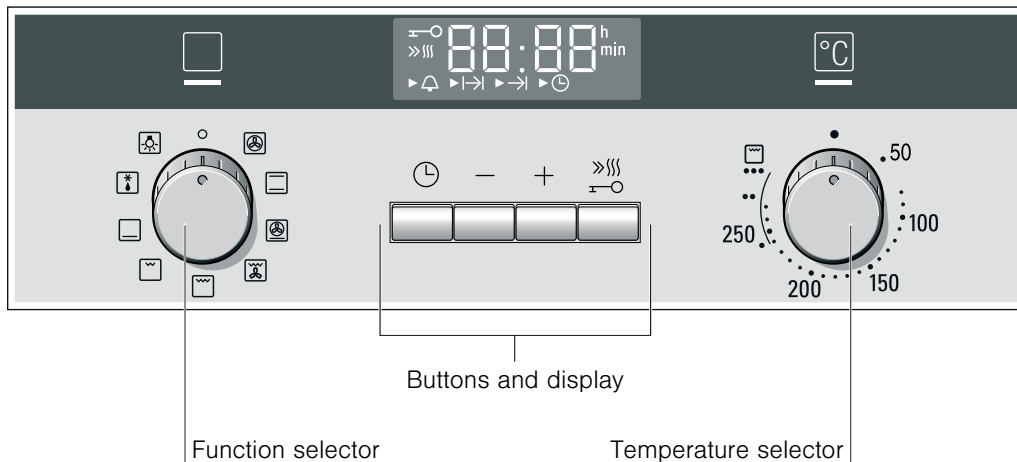 88:88 h
min
°C
− +
50
100
150
200
250
Buttons and display
Function selector Temperature selector